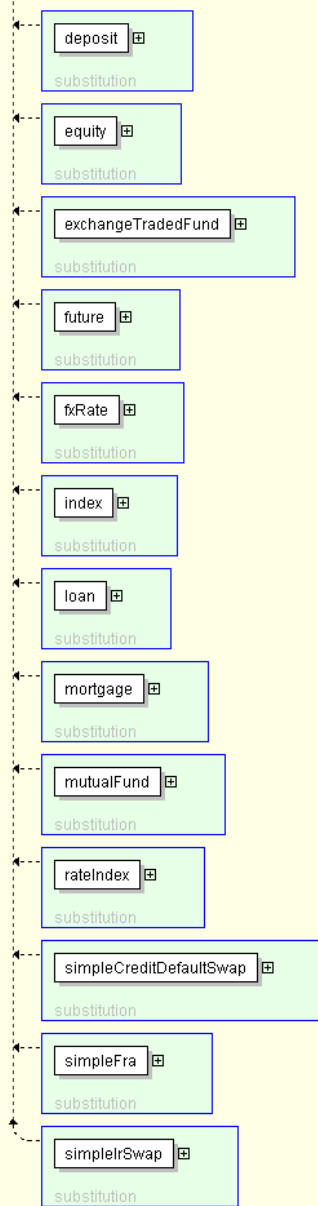 deposit
substitution
equity
substitution
exchangeTradedFund
substitution
future
substitution
fxRate
substitution
index
substitution
loan
substitution
mortgage
substitution
mutualFund
substitution
rateIndex
substitution
simpleCreditDefaultSwap
substitution
simpleFra
substitution
simpleIrSwap
substitution